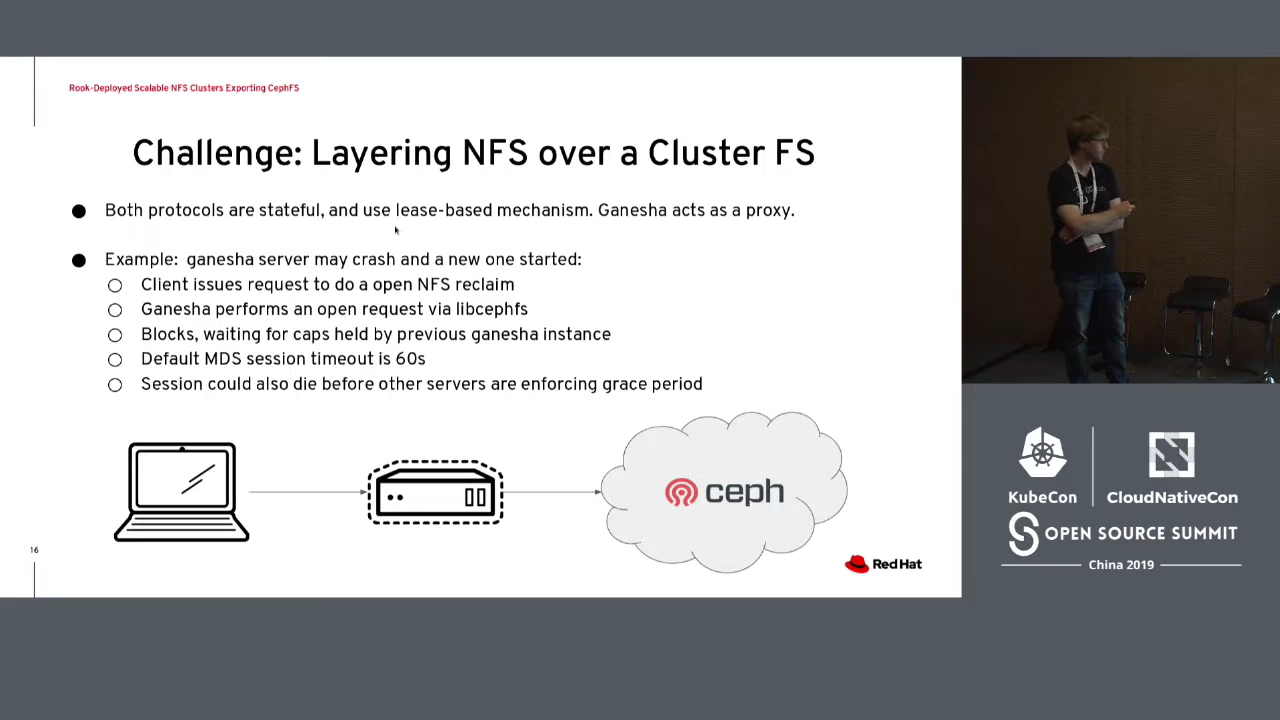 Rook-Deployed Scalable NFS Clusters Exporting CephFS
Challenge: Layering NFS over a Cluster FS
Both protocols are stateful, and use lease-based mechanism. Ganesha acts as a proxy.
Example: ganesha server may crash and a new one started:
Client issues request to do a open NFS reclaim
Ganesha performs an open request via libcephfs
Blocks, waiting for caps held by previous ganesha instance
Default MDS session timeout is 60s
Session could also die before other servers are enforcing grace period
ceph
16
Red Hat
KubeCon
CloudNativeCon
OPEN SOURCE SUMMIT
China 2019